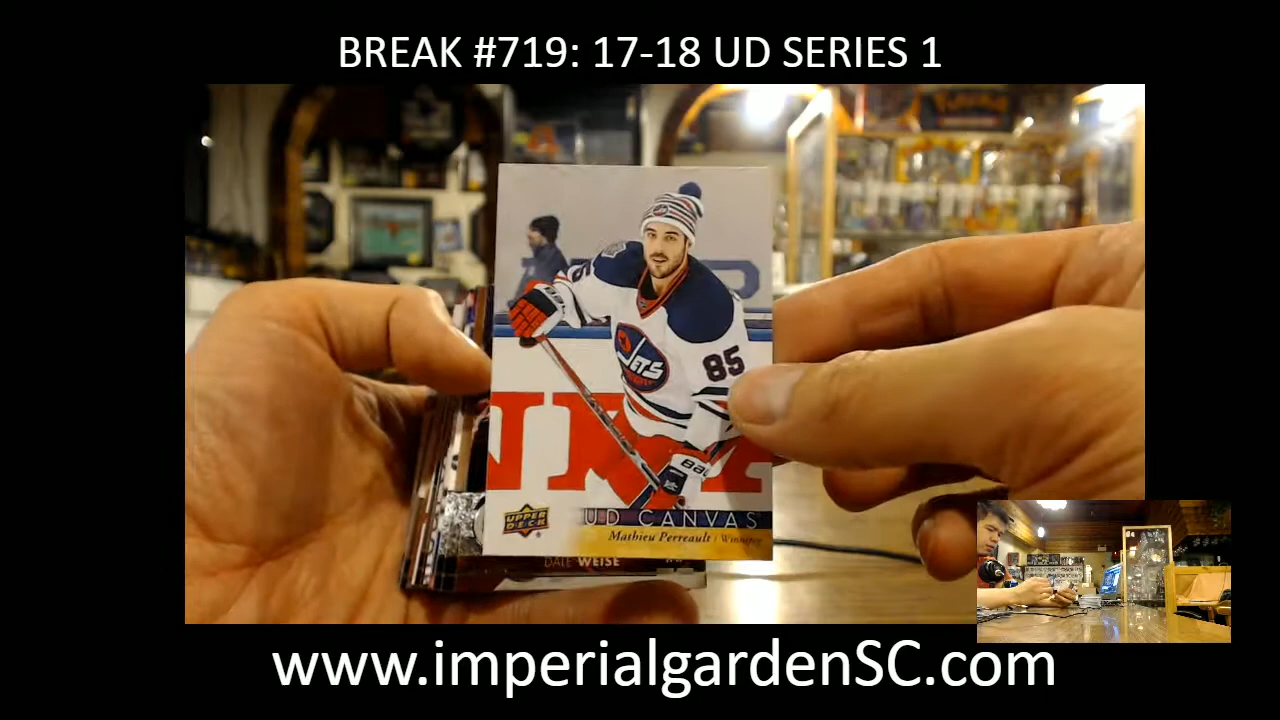 BREAK #719: 17-18 UD SERIES 1
85
JETS
UPPER
DECK
UD CANVAS
Mathieu Perreault | Winnipeg
DALE WEISE
www.imperialgardenSC.com